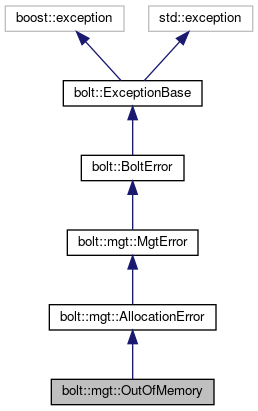 boost::exception
std::exception
bolt::ExceptionBase
bolt::BoltError
bolt::mgt::MgtError
bolt::mgt::AllocationError
bolt::mgt::OutOfMemory